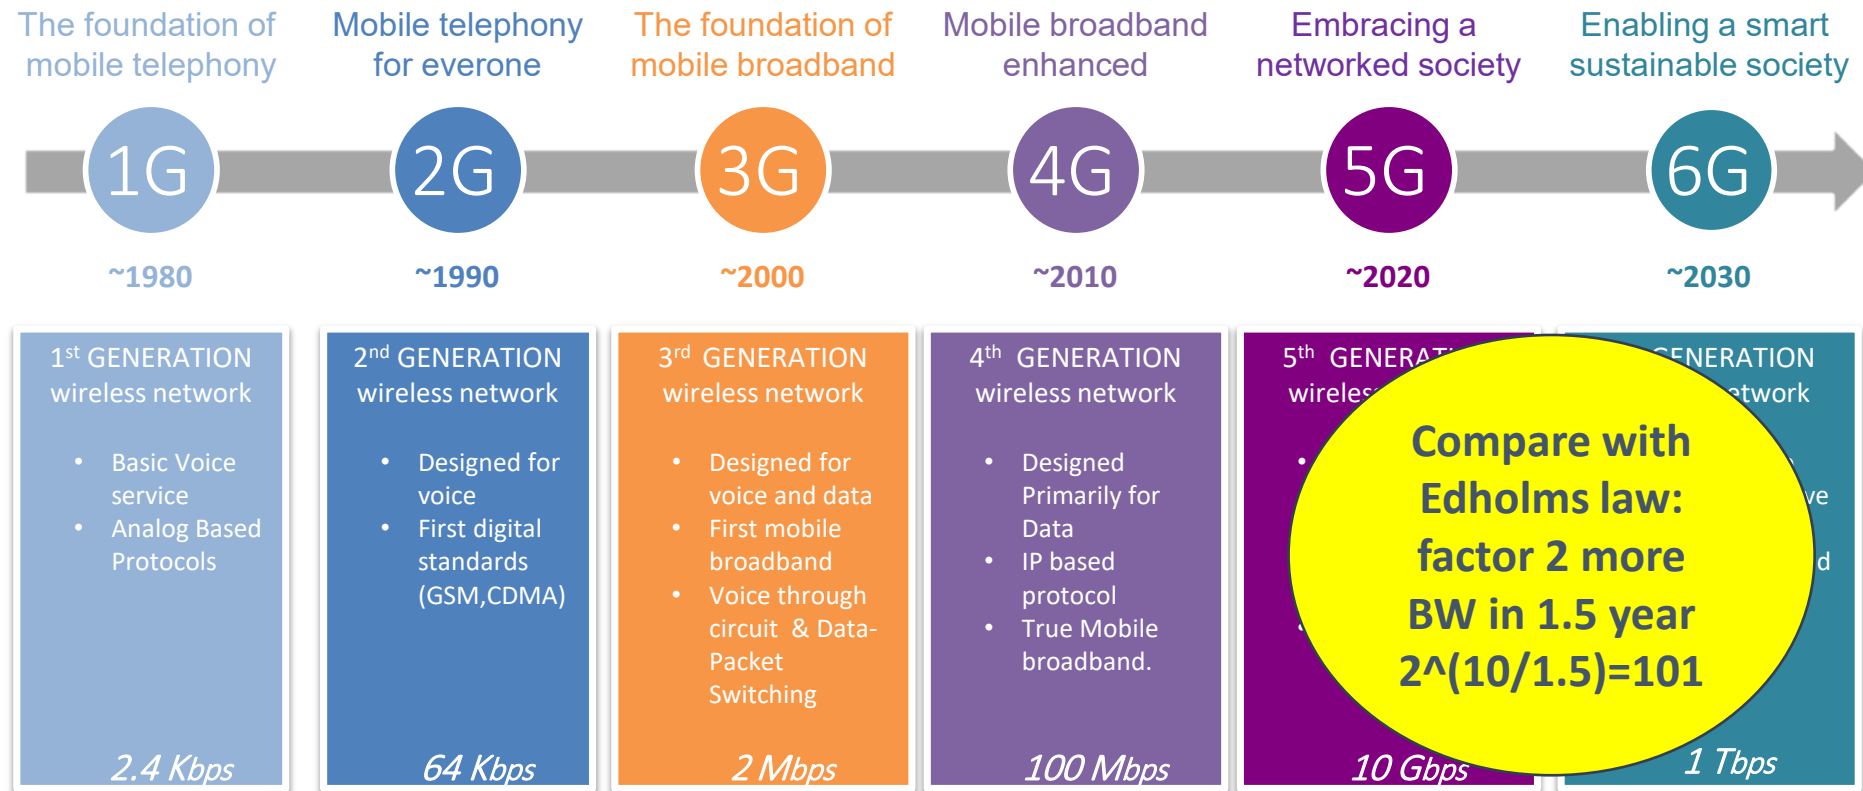 The foundation of
mobile telephony
Mobile telephony
for everone
The foundation of
mobile broadband
Mobile broadband
enhanced
Embracing a
networked society
Enabling a smart
sustainable society
1G
2G
3G
4G
5G
6G
~1980
~1990
~2000
~2010
~2020
~2030
1st GENERATION
wireless network
• Basic Voice
service
• Analog Based
Protocols
2.4 Kbps
2nd GENERATION
wireless network
• Designed for
voice
• First digital
standards
(GSM,CDMA)
64 Kbps
3rd GENERATION
wireless network
• Designed for
voice and data
• First mobile
broadband
• Voice through
circuit & Data-
Packet
Switching
2 Mbps
4th GENERATION
wireless network
• Designed
Primarily for
Data
• IP based
protocol
• True Mobile
broadband.
100 Mbps
5th
10 Gbps
Compare with
Edholms law:
factor 2 more
BW in 1.5 year
2^(10/1.5)=101
1 Tbps